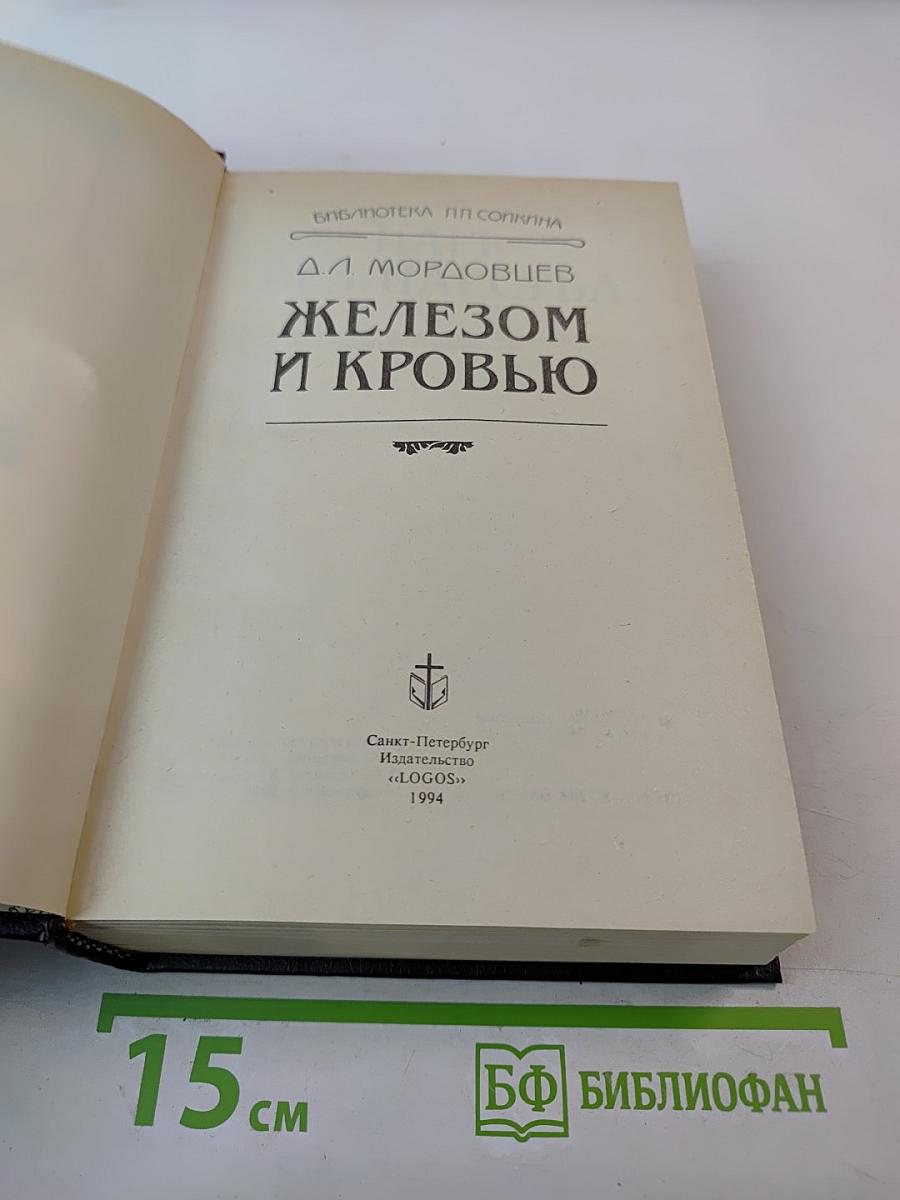 БИБЛИОТЕКА П.П.СОЙКИНА
Д.Л. МОРДОВЦЕВ
ЖЕЛЕЗОМ
И КРОВЬЮ
Санкт-Петербург
Издательство
«LOGOS»
1994
15 см
БФ БИБЛИОФАН